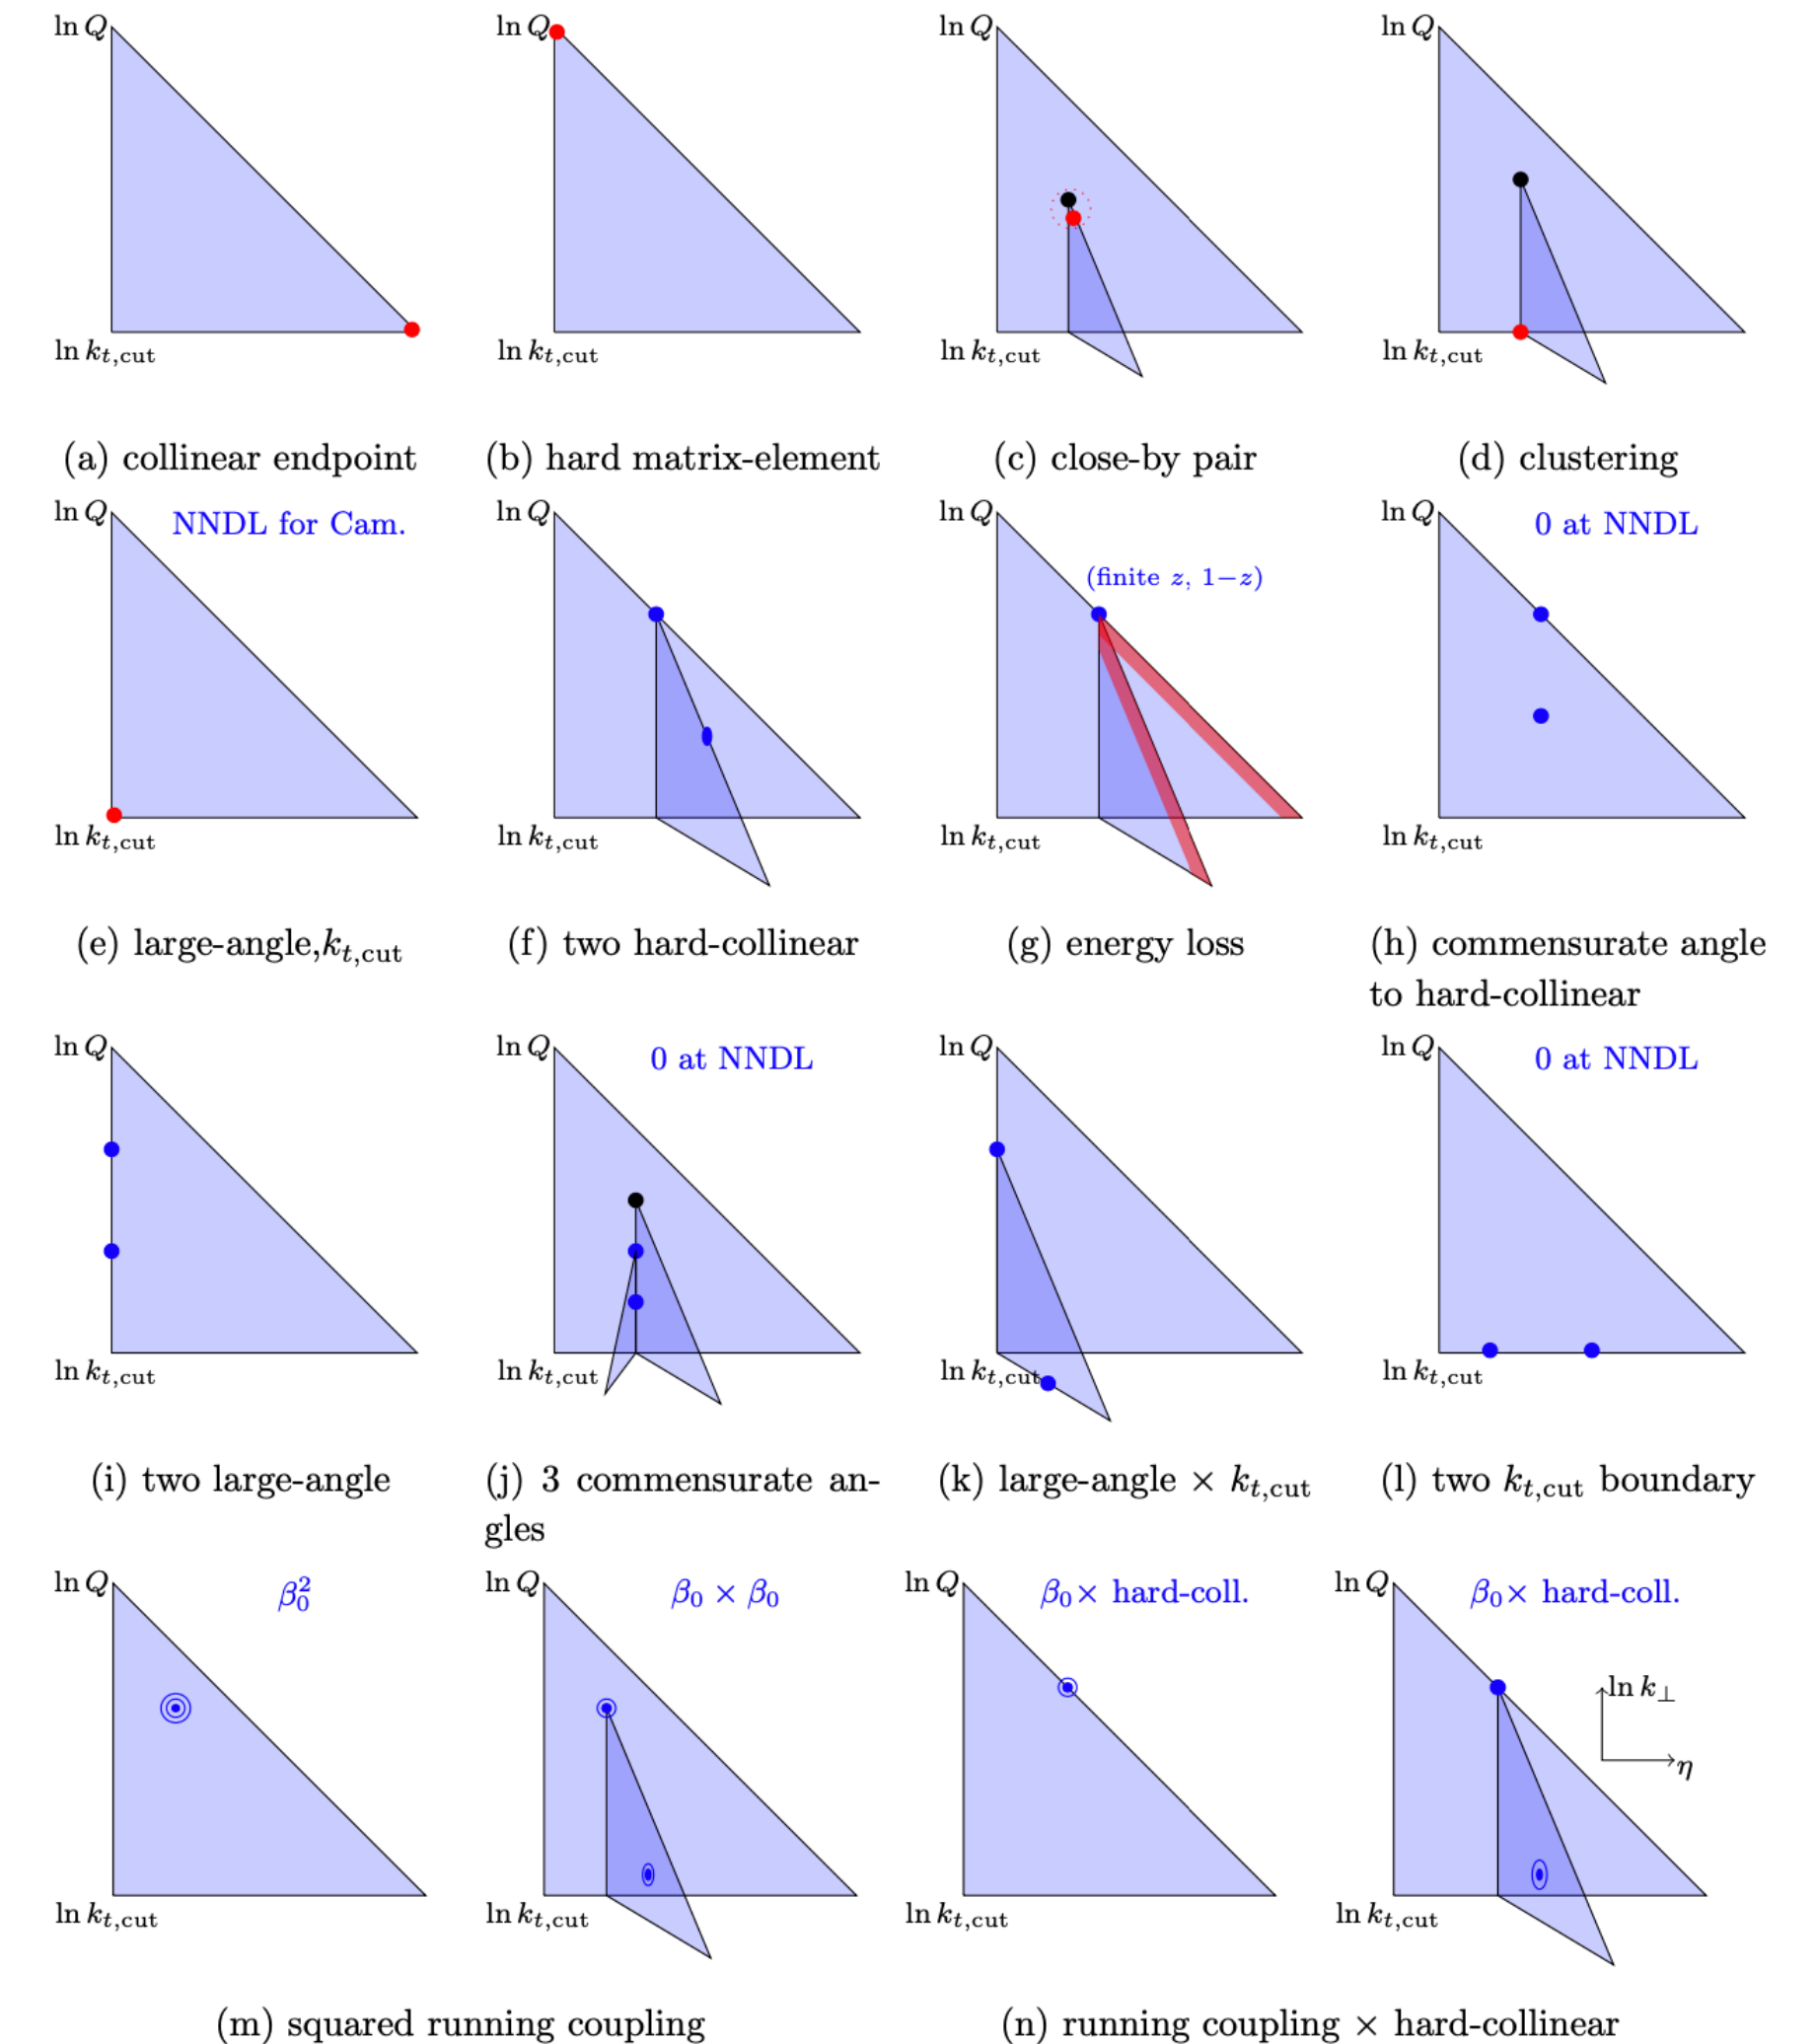 ln Q ln Q ln Q ln Q
ln k_{t,cut} ln k_{t,cut} ln k_{t,cut} ln k_{t,cut}
(a) collinear endpoint (b) hard matrix-element (c) close-by pair (d) clustering
ln Q NNDL for Cam. ln Q ln Q ln Q 0 at NNDL
(finite z, 1−z)
ln k_{t,cut} ln k_{t,cut} ln k_{t,cut} ln k_{t,cut}
(e) large-angle,k_{t,cut} (f) two hard-collinear (g) energy loss (h) commensurate angle
to hard-collinear
ln Q ln Q 0 at NNDL ln Q ln Q 0 at NNDL
ln k_{t,cut} ln k_{t,cut} ln k_{t,cut} ln k_{t,cut}
(i) two large-angle (j) 3 commensurate an- (k) large-angle × k_{t,cut} (l) two k_{t,cut} boundary
gles
ln Q β₀² ln Q β₀ × β₀ ln Q β₀× hard-coll. ln Q β₀× hard-coll.
ln k_⊥
η
ln k_{t,cut} ln k_{t,cut} ln k_{t,cut} ln k_{t,cut}
(m) squared running coupling (n) running coupling × hard-collinear